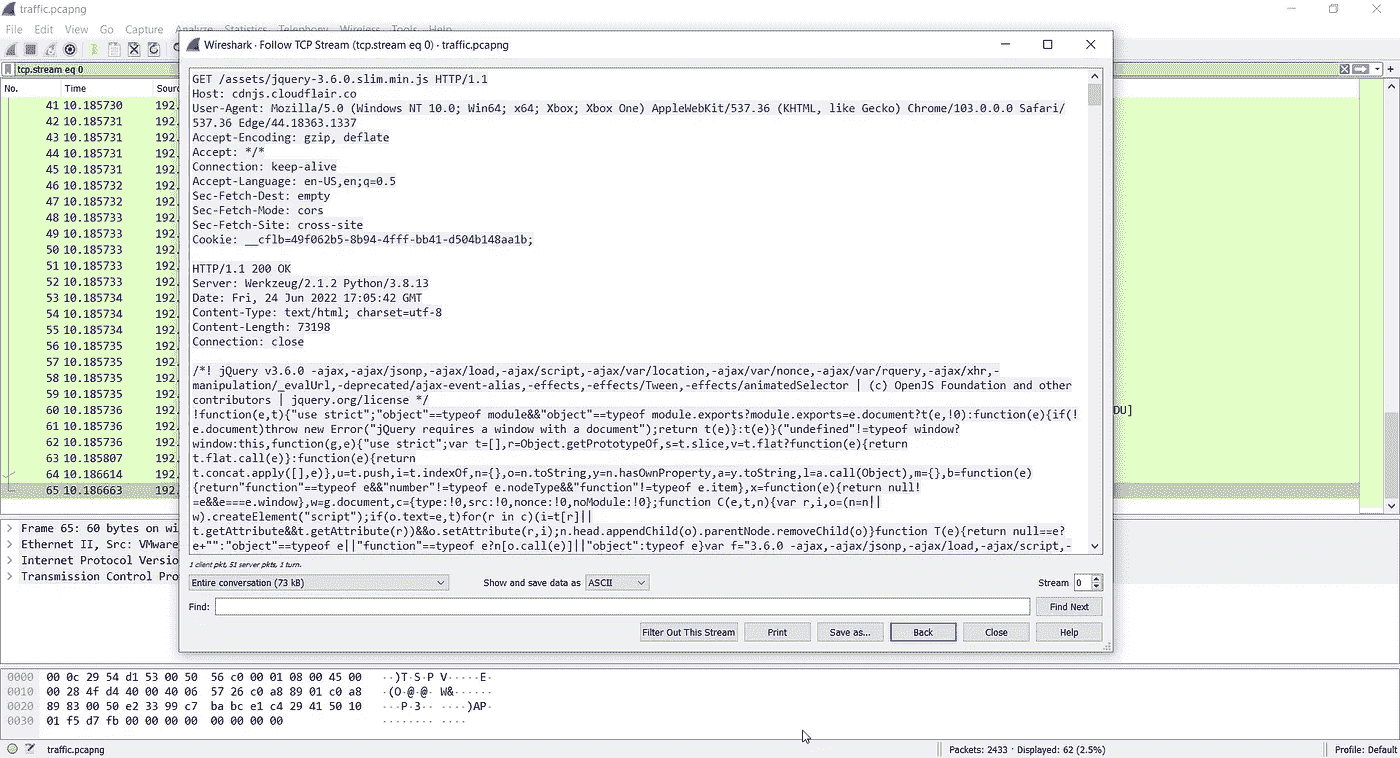 traffic.pcapng
File Edit View Go Capture Analyze Statistics Telephony Wireless Tools Help
tcp.stream eq 0
No. Time Sourc
41 10.185730 192.
42 10.185731 192.
43 10.185731 192.
44 10.185731 192.
45 10.185731 192.
46 10.185732 192.
47 10.185732 192.
48 10.185733 192.
49 10.185733 192.
50 10.185733 192.
51 10.185733 192.
52 10.185733 192.
53 10.185734 192.
54 10.185734 192.
55 10.185734 192.
56 10.185735 192.
57 10.185735 192.
58 10.185735 192.
59 10.185735 192.
60 10.185736 192.
61 10.185736 192.
62 10.185736 192.
63 10.185807 192.
64 10.186614 192.
65 10.186663 192.
DU]
Wireshark · Follow TCP Stream (tcp.stream eq 0) · traffic.pcapng
GET /assets/jquery-3.6.0.slim.min.js HTTP/1.1
Host: cdnjs.cloudflair.co
User-Agent: Mozilla/5.0 (Windows NT 10.0; Win64; x64; Xbox; Xbox One) AppleWebKit/537.36 (KHTML, like Gecko) Chrome/103.0.0.0 Safari/
537.36 Edge/44.18363.1337
Accept-Encoding: gzip, deflate
Accept: */*
Connection: keep-alive
Accept-Language: en-US,en;q=0.5
Sec-Fetch-Dest: empty
Sec-Fetch-Mode: cors
Sec-Fetch-Site: cross-site
Cookie: __cflb=49f062b5-8b94-4fff-bb41-d504b148aa1b;
HTTP/1.1 200 OK
Server: Werkzeug/2.1.2 Python/3.8.13
Date: Fri, 24 Jun 2022 17:05:42 GMT
Content-Type: text/html; charset=utf-8
Content-Length: 73198
Connection: close
/*! jQuery v3.6.0 -ajax,-ajax/jsonp,-ajax/load,-ajax/script,-ajax/var/location,-ajax/var/nonce,-ajax/var/rquery,-ajax/xhr,-
manipulation/_evalUrl,-deprecated/ajax-event-alias,-effects,-effects/Tween,-effects/animatedSelector | (c) OpenJS Foundation and other
contributors | jquery.org/license */
!function(e,t){"use strict";"object"==typeof module&&"object"==typeof module.exports?module.exports=e.document?t(e,!0):function(e){if(!
e.document)throw new Error("jQuery requires a window with a document");return t(e)}:t(e)}("undefined"!=typeof window?
window:this,function(g,e){"use strict";var t=[],r=Object.getPrototypeOf,s=t.slice,v=t.flat?function(e){return
t.flat.call(e)}:function(e){return
t.concat.apply([],e)},u=t.push,i=t.indexOf,n={},o=n.toString,y=n.hasOwnProperty,a=y.toString,l=a.call(Object),m={},b=function(e)
{return"function"==typeof e&&"number"!=typeof e.nodeType&&"function"!=typeof e.item},x=function(e){return null!
=e&&e===e.window},w=g.document,c={type:!0,src:!0,nonce:!0,noModule:!0};function C(e,t,n){var r,i,o=(n=n||
w).createElement("script");if(o.text=e,t)for(r in c)(i=t[r]||
t.getAttribute&&t.getAttribute(r))&&o.setAttribute(r,i);n.head.appendChild(o).parentNode.removeChild(o)}function T(e){return null==e?
e+"":"object"==typeof e||"function"==typeof e?n[o.call(e)]||"object":typeof e}var f="3.6.0 -ajax,-ajax/jsonp,-ajax/load,-ajax/script,-
1 client pkt, 51 server pkts, 1 turn.
Entire conversation (73 kB) Show and save data as ASCII Stream 0
Find: Find Next
Filter Out This Stream Print Save as... Back Close Help
Frame 65: 60 bytes on wi
Ethernet II, Src: VMware
Internet Protocol Versio
Transmission Control Pro
0000 00 0c 29 54 d1 53 00 50 56 c0 00 01 08 00 45 00 ··)T·S·P V·····E·
0010 00 28 4f d4 40 00 40 06 57 26 c0 a8 89 01 c0 a8 ·(O·@·@· W&······
0020 89 83 00 50 e2 33 99 c7 ba bc e1 c4 29 41 50 10 ···P·3·· ····)AP·
0030 01 f5 d7 fb 00 00 00 00 00 00 00 00 ········ ····
traffic.pcapng Packets: 2433 · Displayed: 62 (2.5%) Profile: Default